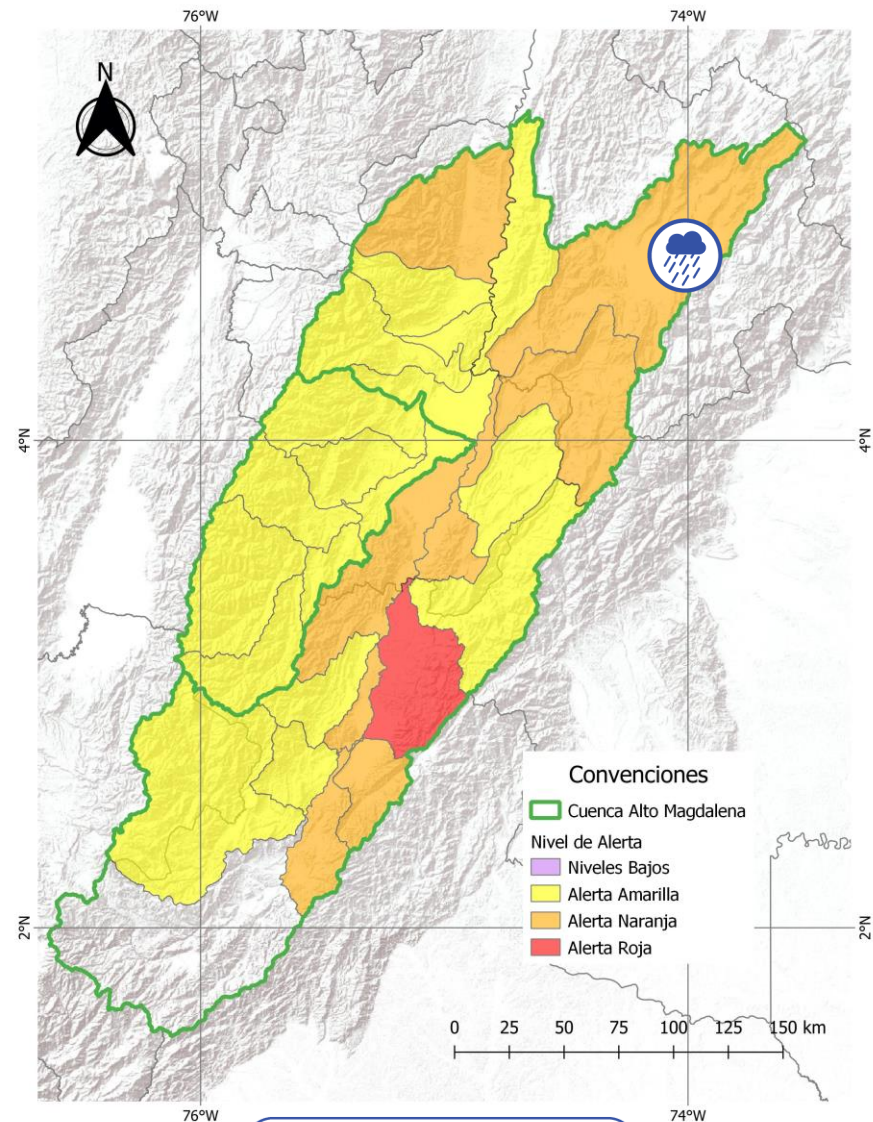 76°W 74°W
N
4°N 4°N
Convenciones
Cuenca Alto Magdalena
Nivel de Alerta
Niveles Bajos
Alerta Amarilla
Alerta Naranja
Alerta Roja
2°N 2°N
0 25 50 75 100 125 150 km
76°W 74°W